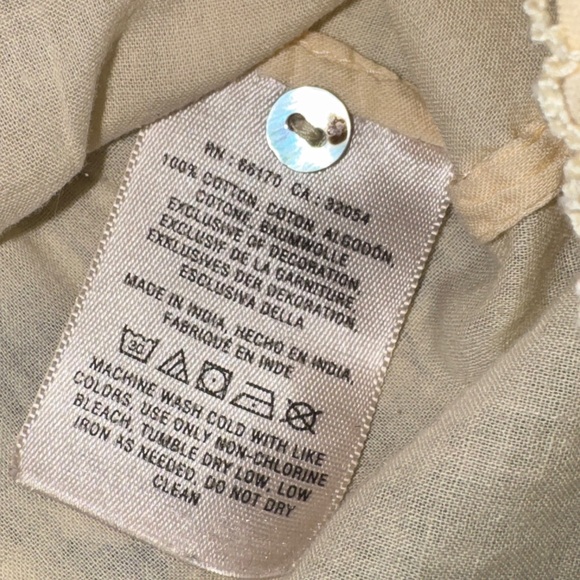 RN : 66170 CA : 32054
100% COTTON, COTON, ALGODÓN,
COTONE, BAUMWOLLE
EXCLUSIVE OF DECORATION
EXCLUSIF DE LA GARNITURE
EXCLUSIVES DER DEKORATION,
ESCLUSIVA DELLA
MADE IN INDIA, HECHO EN INDIA,
FABRIQUÉ EN INDE
30
MACHINE WASH COLD WITH LIKE
COLORS, USE ONLY NON-CHLORINE
BLEACH, TUMBLE DRY LOW, LOW
IRON AS NEEDED, DO NOT DRY
CLEAN